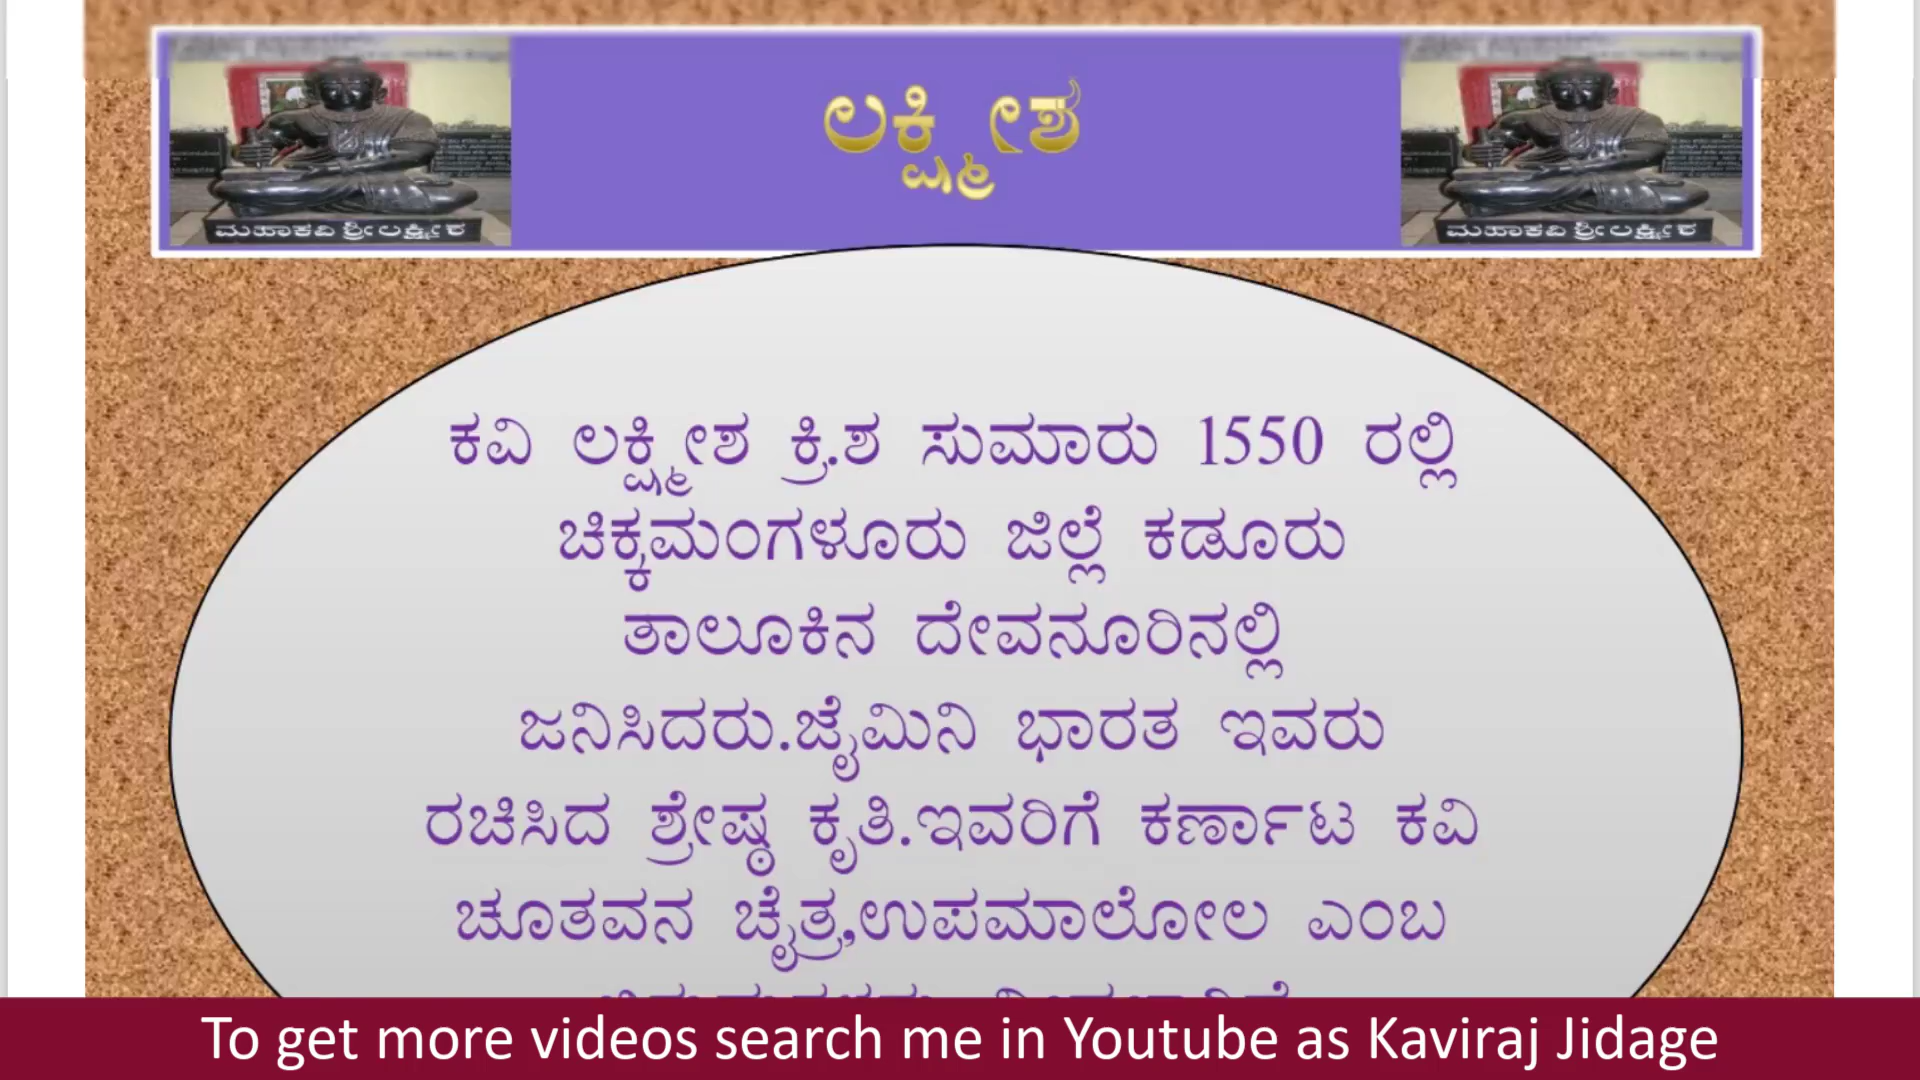 ಲಕ್ಷ್ಮೀಶ
ಮಹಾಕವಿ ಶ್ರೀ ಲಕ್ಷ್ಮೀಶ
ಮಹಾಕವಿ ಶ್ರೀ ಲಕ್ಷ್ಮೀಶ
ಕವಿ ಲಕ್ಷ್ಮೀಶ ಕ್ರಿ.ಶ ಸುಮಾರು 1550 ರಲ್ಲಿ
ಚಿಕ್ಕಮಂಗಳೂರು ಜಿಲ್ಲೆ ಕಡೂರು
ತಾಲೂಕಿನ ದೇವನೂರಿನಲ್ಲಿ
ಜನಿಸಿದರು.ಜೈಮಿನಿ ಭಾರತ ಇವರು
ರಚಿಸಿದ ಶ್ರೇಷ್ಠ ಕೃತಿ.ಇವರಿಗೆ ಕರ್ಣಾಟ ಕವಿ
ಚೂತವನ ಚೈತ್ರ,ಉಪಮಾಲೋಲ ಎಂಬ
To get more videos search me in Youtube as Kaviraj Jidage